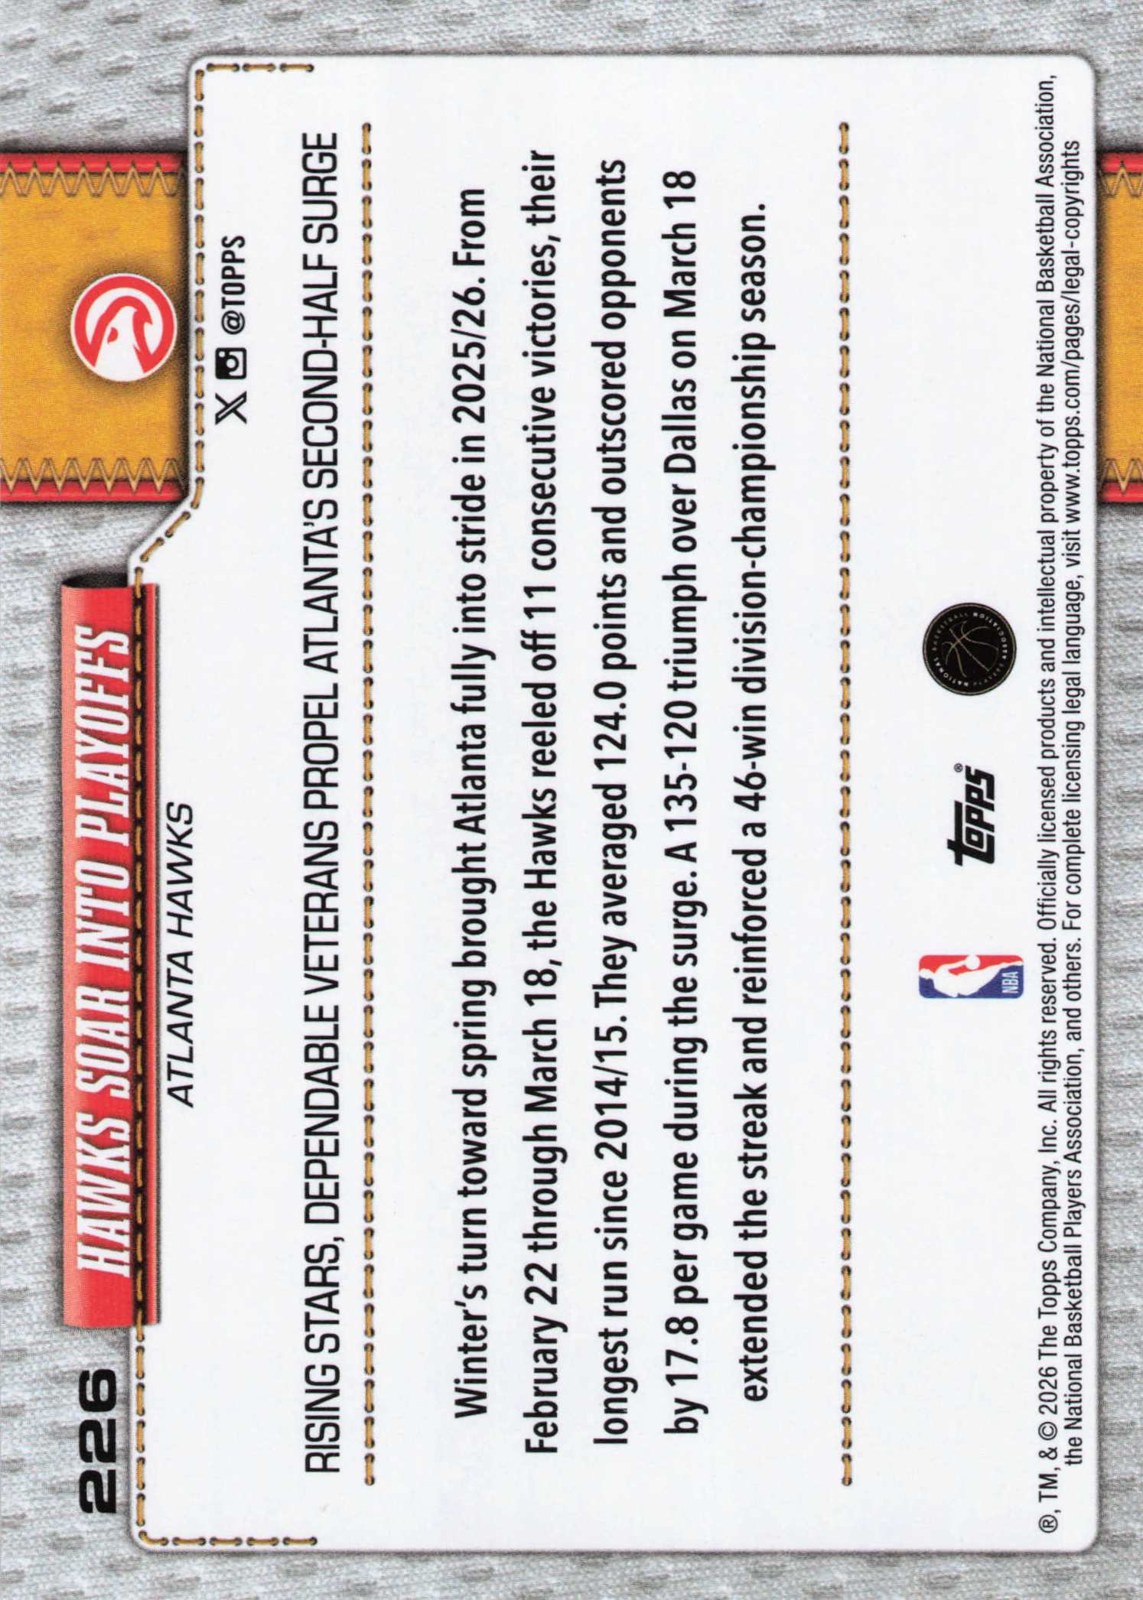 226
HAWKS SOAR INTO PLAYOFFS
ATLANTA HAWKS
X @TOPPS
RISING STARS, DEPENDABLE VETERANS PROPEL ATLANTA'S SECOND-HALF SURGE
Winter's turn toward spring brought Atlanta fully into stride in 2025/26. From
February 22 through March 18, the Hawks reeled off 11 consecutive victories, their
longest run since 2014/15. They averaged 124.0 points and outscored opponents
by 17.8 per game during the surge. A 135-120 triumph over Dallas on March 18
extended the streak and reinforced a 46-win division-championship season.
NBA
topps®
NATIONAL BASKETBALL PLAYERS ASSOCIATION
®, TM, & © 2026 The Topps Company, Inc. All rights reserved. Officially licensed products and intellectual property of the National Basketball Association,
the National Basketball Players Association, and others. For complete licensing legal language, visit www.topps.com/pages/legal-copyrights